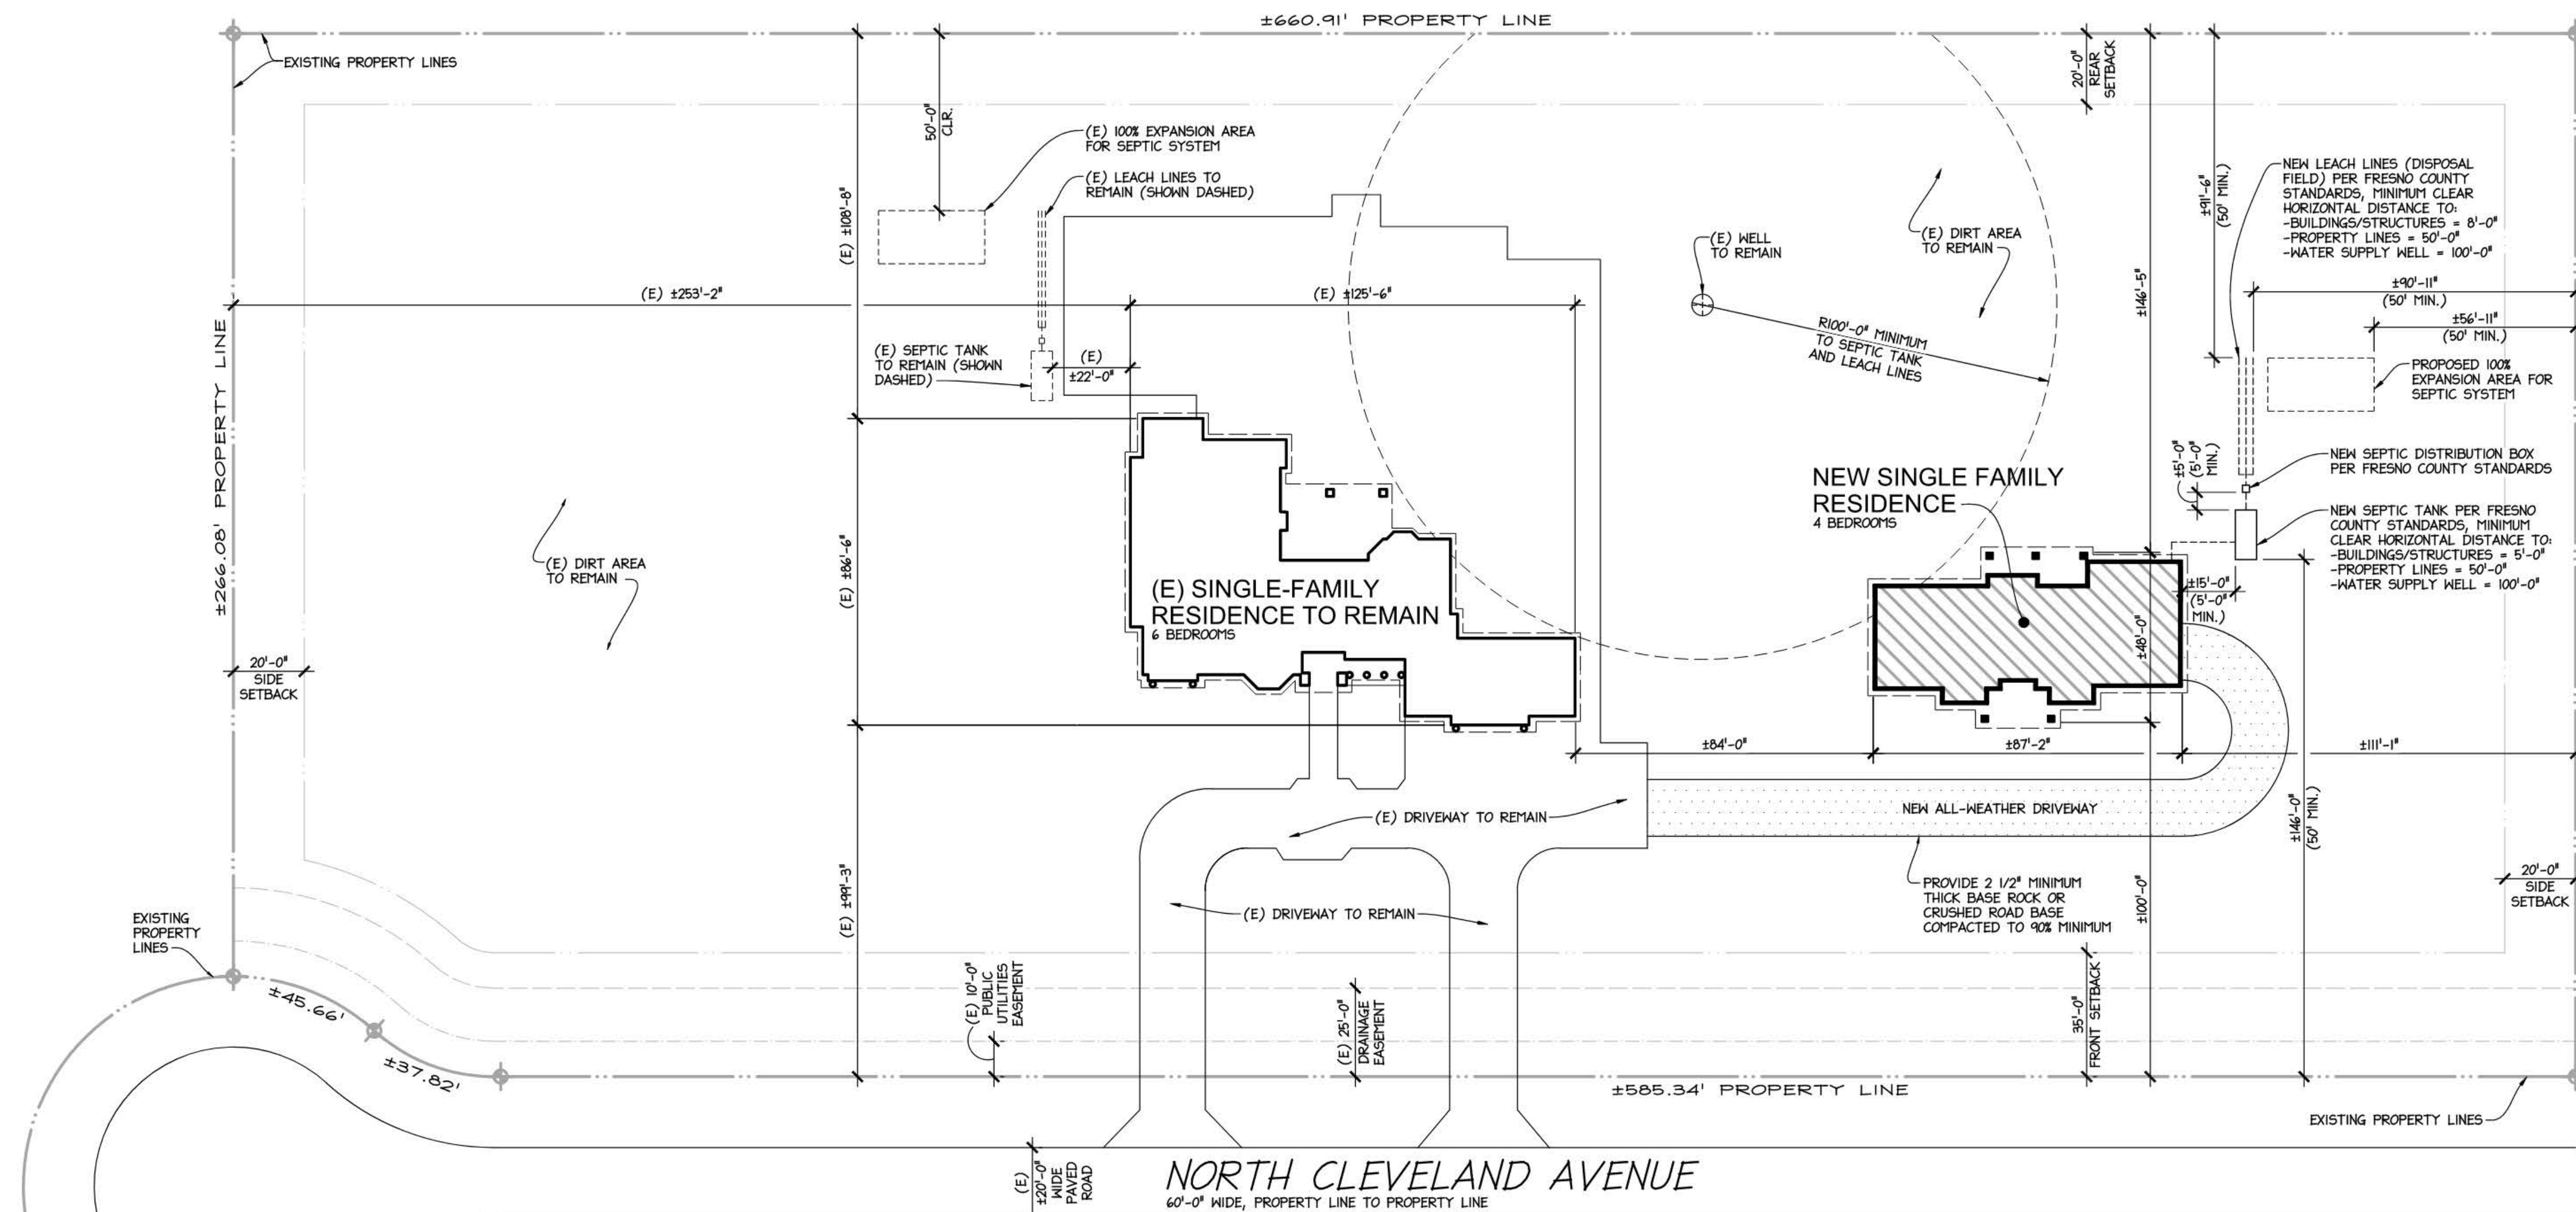 ±660.91' PROPERTY LINE
EXISTING PROPERTY LINES
20'-0"
REAR
SETBACK
50'-0"
CLR.
(E) 100% EXPANSION AREA
FOR SEPTIC SYSTEM
(E) LEACH LINES TO
REMAIN (SHOWN DASHED)
(E) ±108'-8"
(E) WELL
TO REMAIN
(E) DIRT AREA
TO REMAIN
±91'-6"
(50' MIN.)
NEW LEACH LINES (DISPOSAL
FIELD) PER FRESNO COUNTY
STANDARDS, MINIMUM CLEAR
HORIZONTAL DISTANCE TO:
-BUILDINGS/STRUCTURES = 8'-0"
-PROPERTY LINES = 50'-0"
-WATER SUPPLY WELL = 100'-0"
(E) ±253'-2"
(E) ±125'-6"
±146'-5"
±90'-11"
(50' MIN.)
±56'-11"
(50' MIN.)
R100'-0" MINIMUM
TO SEPTIC TANK
AND LEACH LINES
±266.08' PROPERTY LINE
(E) SEPTIC TANK
TO REMAIN (SHOWN
DASHED)
(E)
±22'-0"
PROPOSED 100%
EXPANSION AREA FOR
SEPTIC SYSTEM
±5'-0"
(5'-0"
MIN.)
NEW SEPTIC DISTRIBUTION BOX
PER FRESNO COUNTY STANDARDS
NEW SINGLE FAMILY
RESIDENCE
4 BEDROOMS
NEW SEPTIC TANK PER FRESNO
COUNTY STANDARDS, MINIMUM
CLEAR HORIZONTAL DISTANCE TO:
-BUILDINGS/STRUCTURES = 5'-0"
-PROPERTY LINES = 50'-0"
-WATER SUPPLY WELL = 100'-0"
(E) DIRT AREA
TO REMAIN
(E) ±86'-6"
(E) SINGLE-FAMILY
RESIDENCE TO REMAIN
6 BEDROOMS
±15'-0"
(5'-0"
MIN.)
±48'-0"
20'-0"
SIDE
SETBACK
±84'-0"
±87'-2"
±111'-1"
NEW ALL-WEATHER DRIVEWAY
(E) DRIVEWAY TO REMAIN
±146'-0"
(50' MIN.)
(E) ±99'-3"
PROVIDE 2 1/2" MINIMUM
THICK BASE ROCK OR
CRUSHED ROAD BASE
COMPACTED TO 90% MINIMUM
±100'-0"
20'-0"
SIDE
SETBACK
EXISTING
PROPERTY
LINES
(E) DRIVEWAY TO REMAIN
±45.66'
±37.82'
(E) 10'-0"
PUBLIC
UTILITIES
EASEMENT
(E) 25'-0"
DRAINAGE
EASEMENT
35'-0"
FRONT SETBACK
±585.34' PROPERTY LINE
EXISTING PROPERTY LINES
(E)
±20'-0"
WIDE
PAVED
ROAD
NORTH CLEVELAND AVENUE
60'-0" WIDE, PROPERTY LINE TO PROPERTY LINE